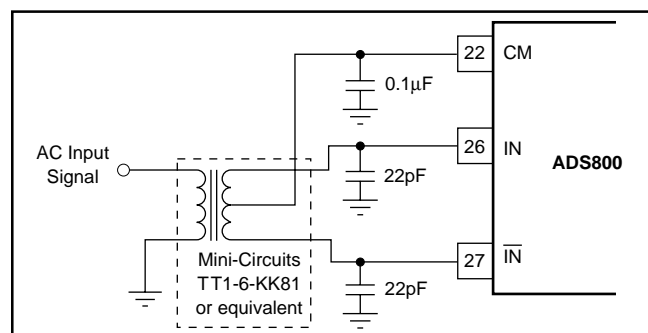 22 CM
0.1µF
AC Input
Signal
26 IN
ADS800
22pF
Mini-Circuits
TT1-6-KK81
or equivalent
27 I̅N̅
22pF